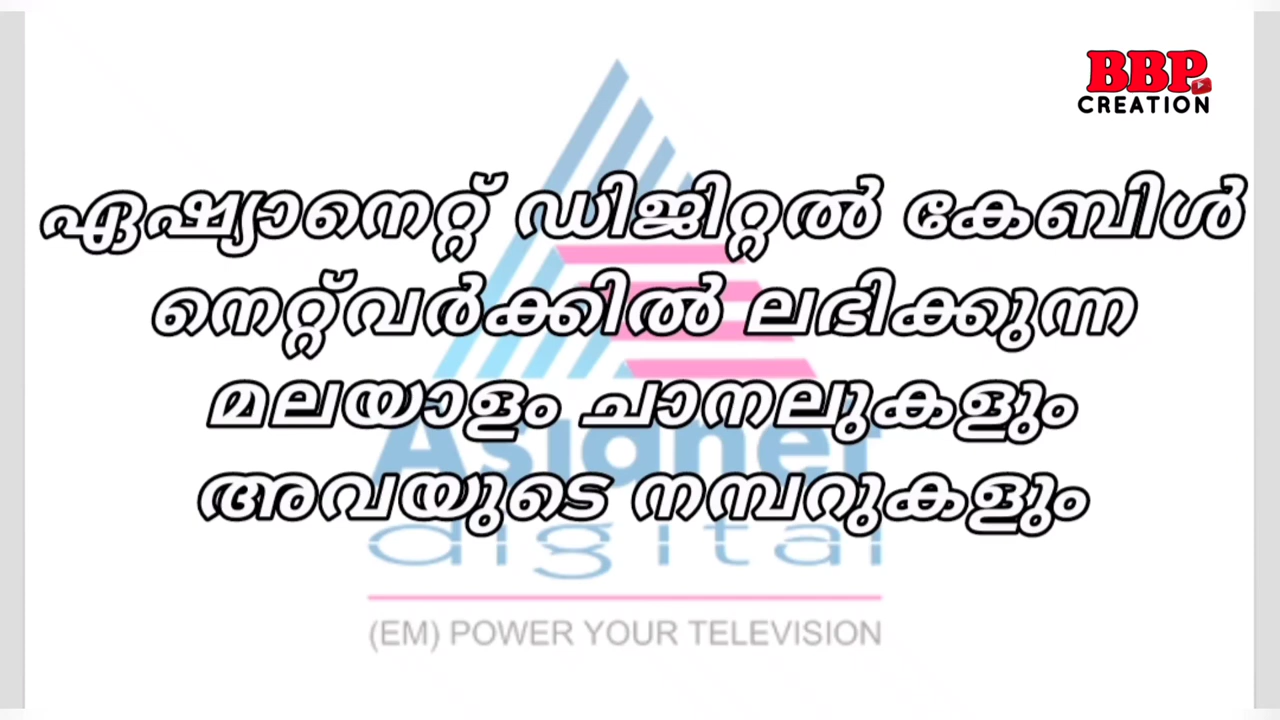 BBP
CREATION
ഏഷ്യാനെറ്റ് ഡിജിറ്റൽ കേബിൾ
നെറ്റ്‌വർക്കിൽ ലഭിക്കുന്ന
മലയാളം ചാനലുകളും
അവയുടെ നമ്പറുകളും
Asianet
digital
(EM) POWER YOUR TELEVISION